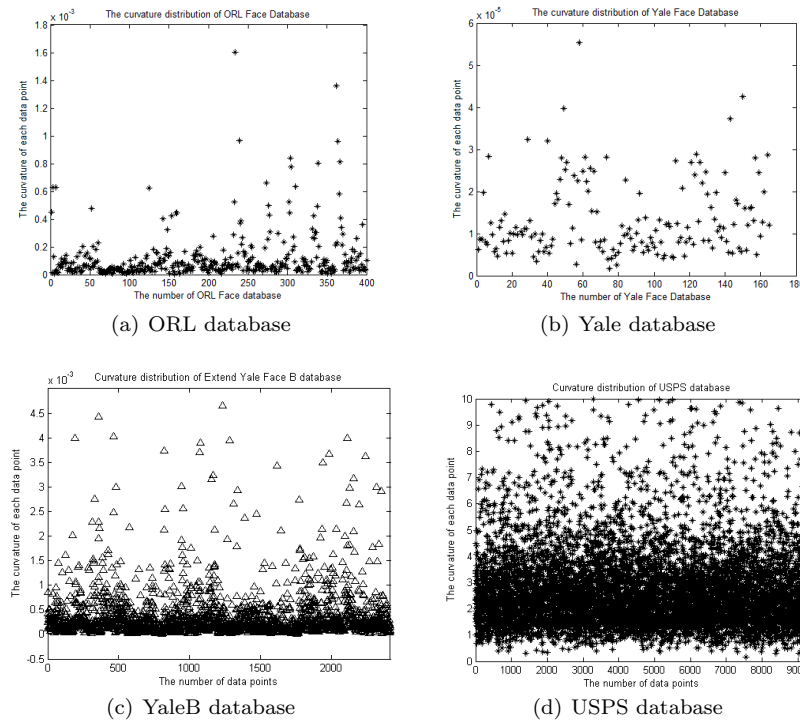 The curvature distribution of ORL Face Database
x 10⁻³
1.8
1.6
1.4
1.2
1
0.8
0.6
0.4
0.2
0
The curvature of each data point
0 50 100 150 200 250 300 350 400
The number of ORL Face database
(a) ORL database
The curvature distribution of Yale Face Database
x 10⁻⁵
6
5
4
3
2
1
0
The curvature of each data point
0 20 40 60 80 100 120 140 160 180
The number of Yale Face Database
(b) Yale database
Curvature distribution of Extend Yale Face B database
x 10⁻³
4.5
4
3.5
3
2.5
2
1.5
1
0.5
0
-0.5
The curvature of each data point
0 500 1000 1500 2000
The number of data points
(c) YaleB database
Curvature distribution of USPS database
10
9
8
7
6
5
4
3
2
1
0
The curvature of each data point
0 1000 2000 3000 4000 5000 6000 7000 8000
The number of data points
(d) USPS database